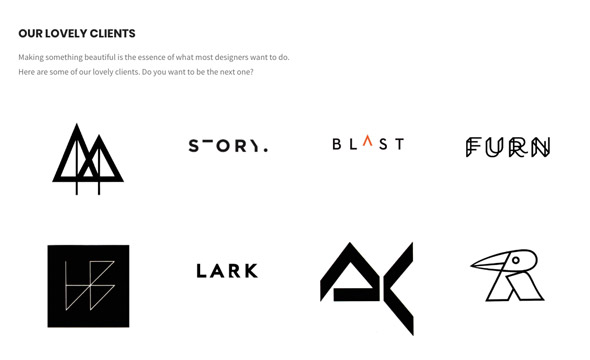 OUR LOVELY CLIENTS
Making something beautiful is the essence of what most designers want to do.
Here are some of our lovely clients. Do you want to be the next one?
STORY.
BLAST
FURN
LARK